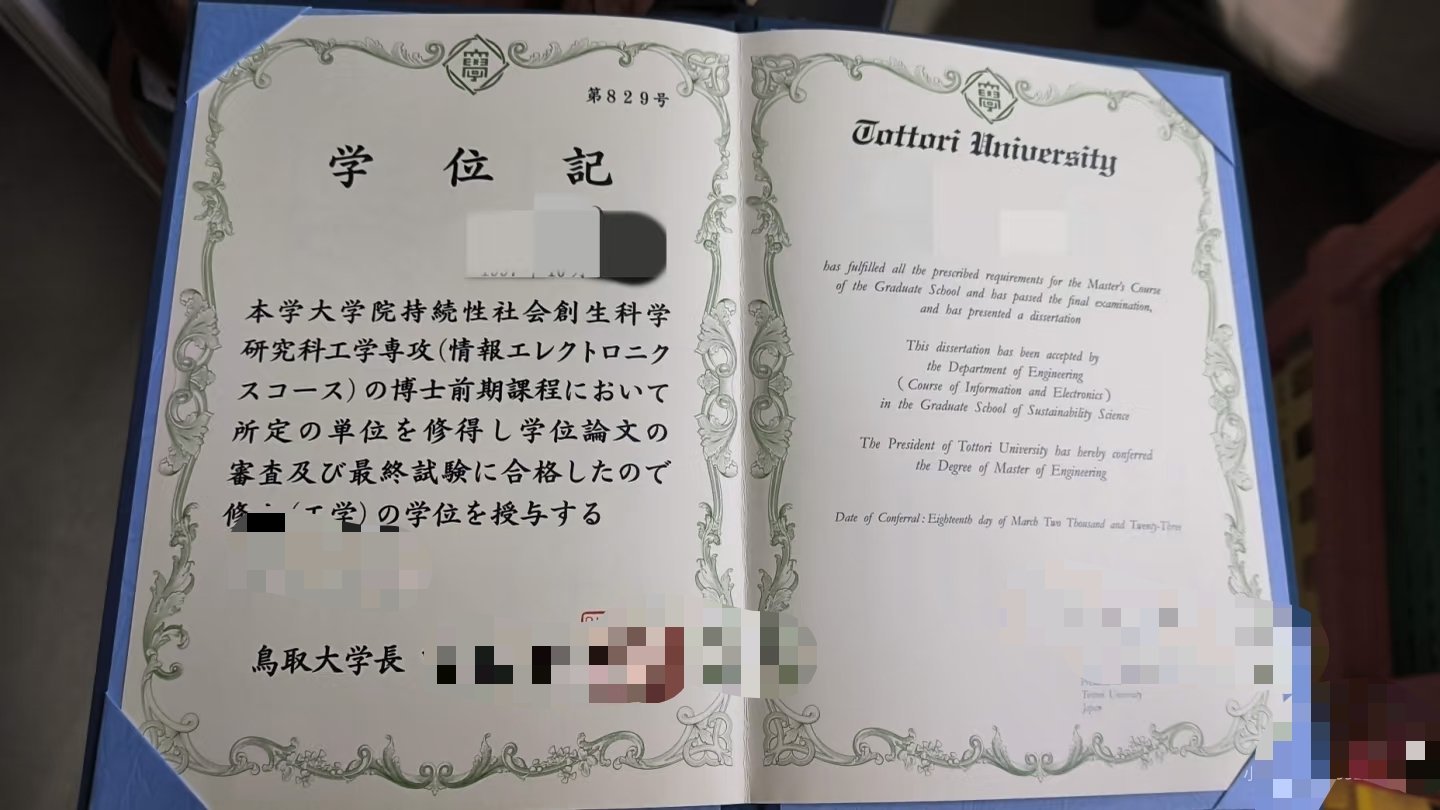 第829号
学位記
本学大学院持続性社会創生科学
研究科工学専攻(情報エレクトロニク
スコース)の博士前期課程において
所定の単位を修得し学位論文の
審査及び最終試験に合格したので
学)の学位を授与する
鳥取大学長
Tottori University
has fulfilled all the prescribed requirements for the Master's Course
of the Graduate School and has passed the final examination,
and has presented a dissertation
This dissertation has been accepted by
the Department of Engineering
( Course of Information and Electronics )
in the Graduate School of Sustainability Science
The President of Tottori University has hereby conferred
the Degree of Master of Engineering
Date of Conferral : Eighteenth day of March Two Thousand and Twenty-Three
Tottori University
Japan